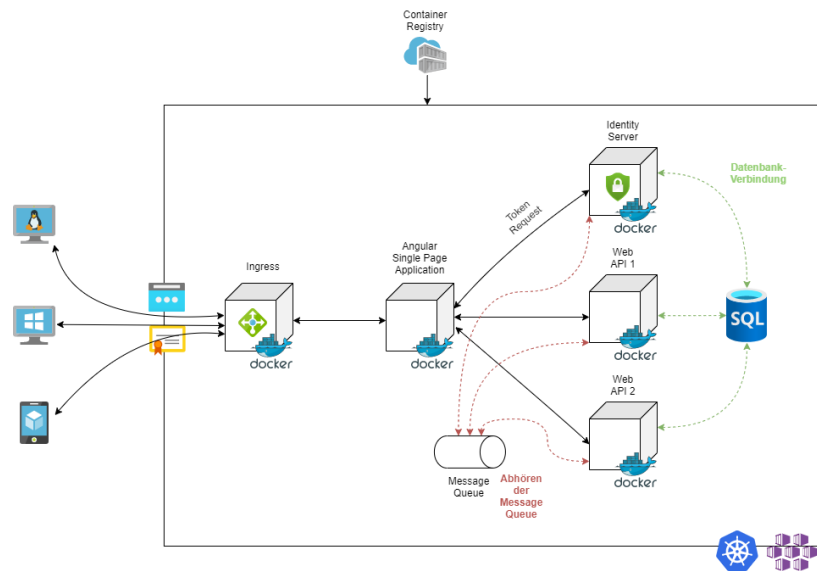 Container
Registry
Identity
Server
docker
Datenbank-
Verbindung
Token
Request
Ingress
docker
Angular
Single Page
Application
docker
Web
API 1
docker
SQL
Web
API 2
docker
Message
Queue
Abhören
der
Message
Queue